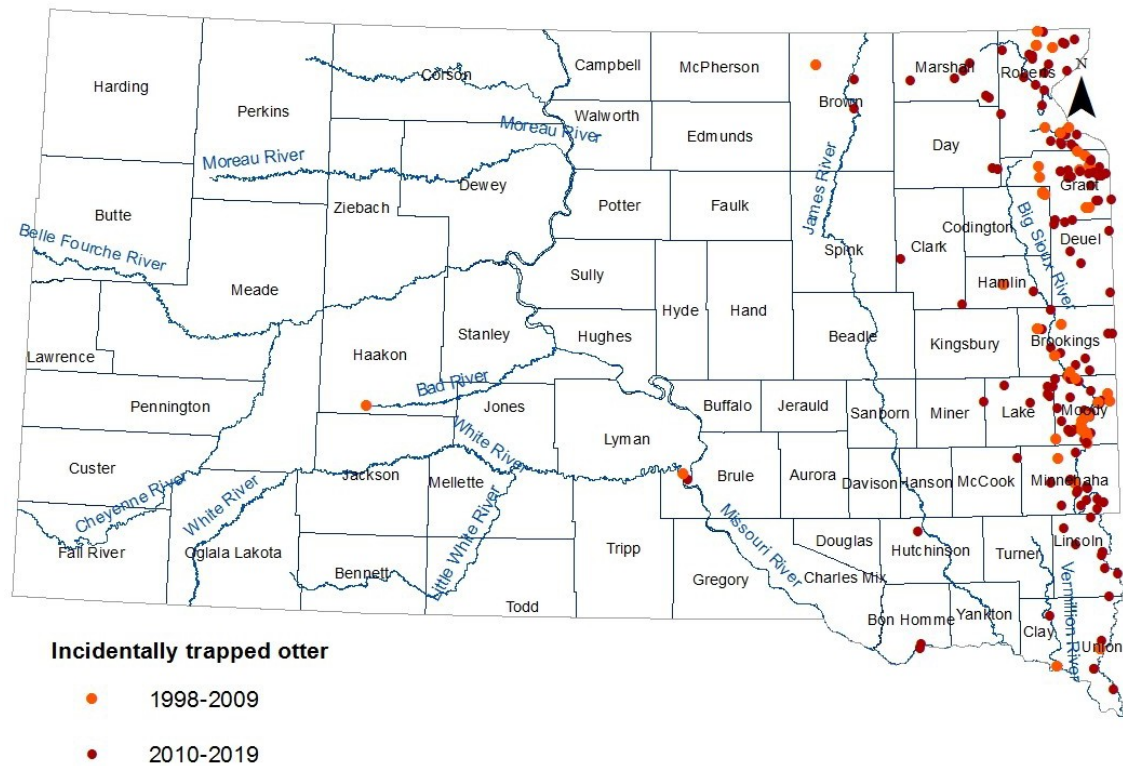 Harding
Perkins
Corson
Campbell
McPherson
Brown
Marshall
Roberts
N
Walworth
Edmunds
Day
Moreau River
Moreau River
Dewey
Ziebach
Potter
Faulk
James River
Spink
Clark
Codington
Grant
Butte
Belle Fourche River
Meade
Sully
Hyde
Hand
Hamlin
Big Sioux River
Deuel
Lawrence
Haakon
Stanley
Hughes
Beadle
Kingsbury
Brookings
Pennington
Bad River
Jones
Lyman
Buffalo
Jerauld
Sanborn
Miner
Lake
Moody
White River
Custer
Cheyenne River
White River
Jackson
Mellette
Little White River
Brule
Aurora
Davison
Hanson
McCook
Minnehaha
Fall River
Oglala Lakota
Bennett
Todd
Tripp
Gregory
Missouri River
Douglas
Charles Mix
Hutchinson
Turner
Lincoln
Bon Homme
Yankton
Clay
Vermillion River
Union
Incidentally trapped otter
1998-2009
2010-2019